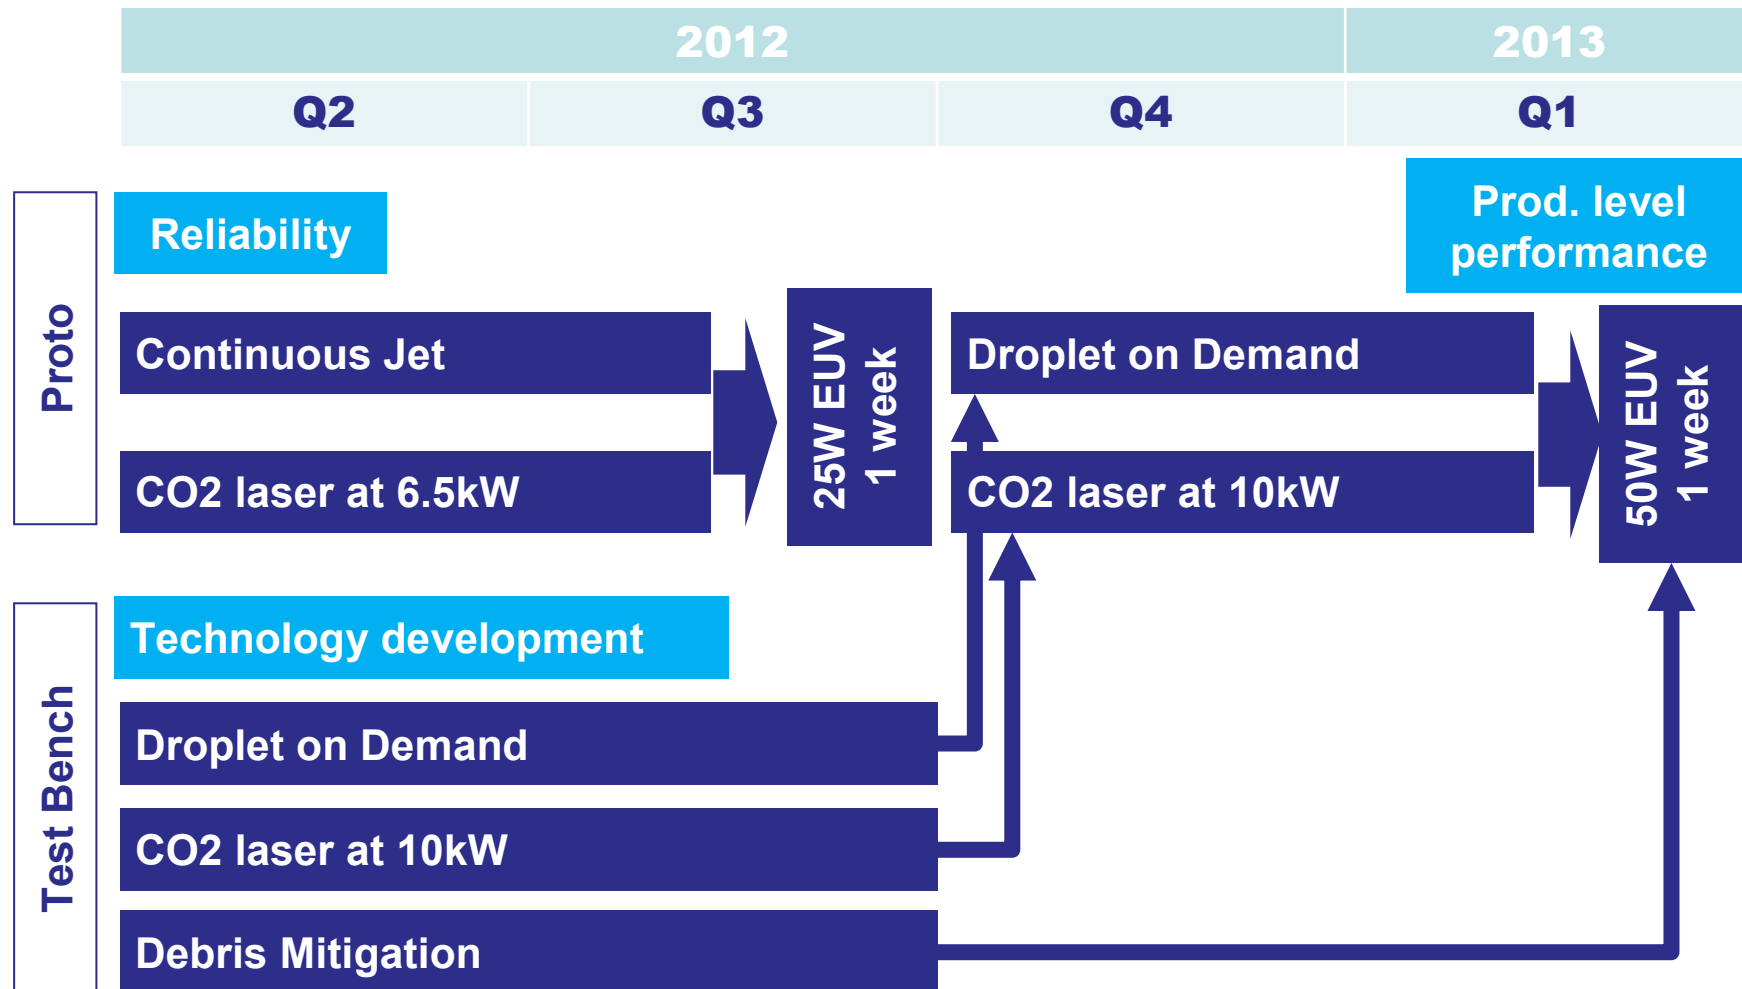 2012
2013
Q2
Q3
Q4
Q1
Proto
Reliability
Prod. level
performance
Continuous Jet
CO2 laser at 6.5kW
25W EUV
1 week
Droplet on Demand
CO2 laser at 10kW
50W EUV
1 week
Test Bench
Technology development
Droplet on Demand
CO2 laser at 10kW
Debris Mitigation